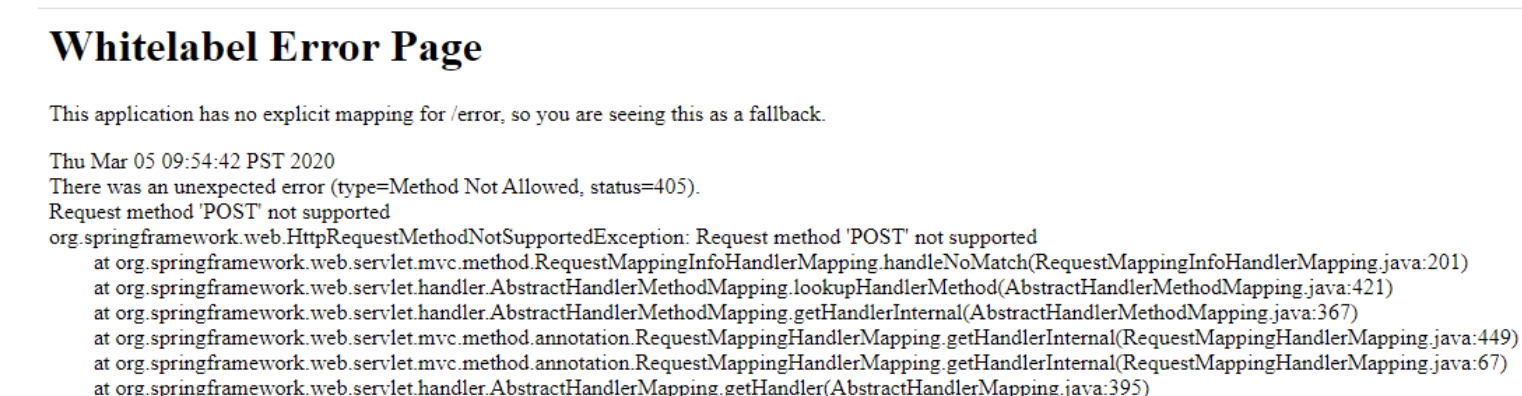 Whitelabel Error Page
This application has no explicit mapping for /error, so you are seeing this as a fallback.
Thu Mar 05 09:54:42 PST 2020
There was an unexpected error (type=Method Not Allowed, status=405).
Request method 'POST' not supported
org.springframework.web.HttpRequestMethodNotSupportedException: Request method 'POST' not supported
at org.springframework.web.servlet.mvc.method.RequestMappingInfoHandlerMapping.handleNoMatch(RequestMappingInfoHandlerMapping.java:201)
at org.springframework.web.servlet.handler.AbstractHandlerMethodMapping.lookupHandlerMethod(AbstractHandlerMethodMapping.java:421)
at org.springframework.web.servlet.handler.AbstractHandlerMethodMapping.getHandlerInternal(AbstractHandlerMethodMapping.java:367)
at org.springframework.web.servlet.mvc.method.annotation.RequestMappingHandlerMapping.getHandlerInternal(RequestMappingHandlerMapping.java:449)
at org.springframework.web.servlet.mvc.method.annotation.RequestMappingHandlerMapping.getHandlerInternal(RequestMappingHandlerMapping.java:67)
at org.springframework.web.servlet.handler.AbstractHandlerMapping.getHandler(AbstractHandlerMapping.java:395)